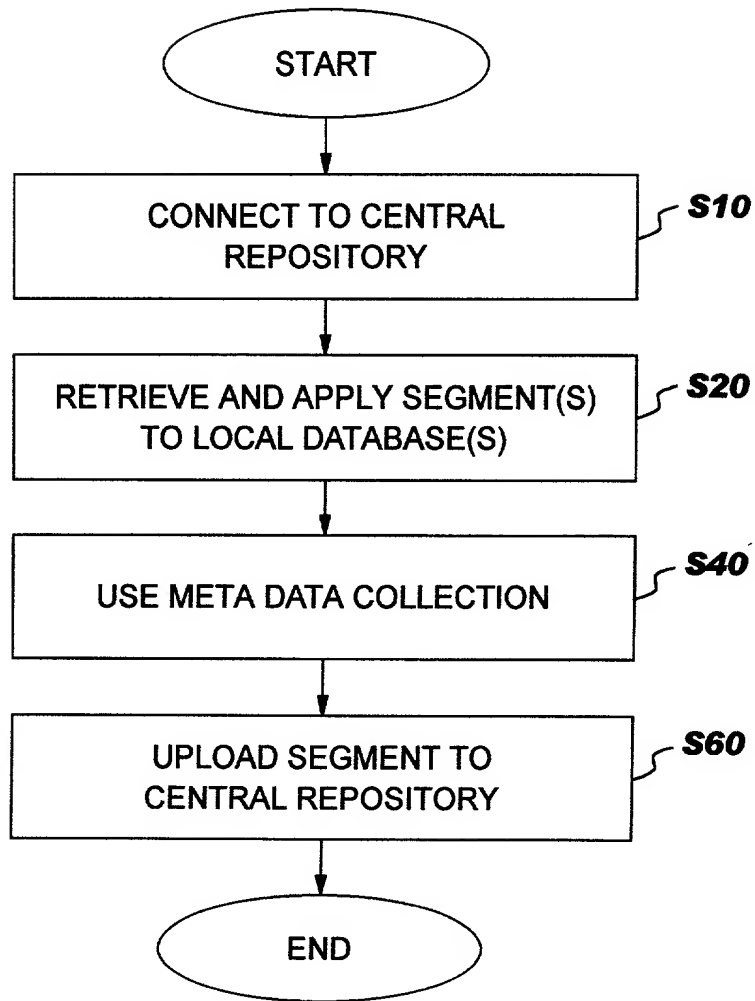 START
CONNECT TO CENTRAL
REPOSITORY
S10
RETRIEVE AND APPLY SEGMENT(S)
TO LOCAL DATABASE(S)
S20
USE META DATA COLLECTION
S40
UPLOAD SEGMENT TO
CENTRAL REPOSITORY
S60
END